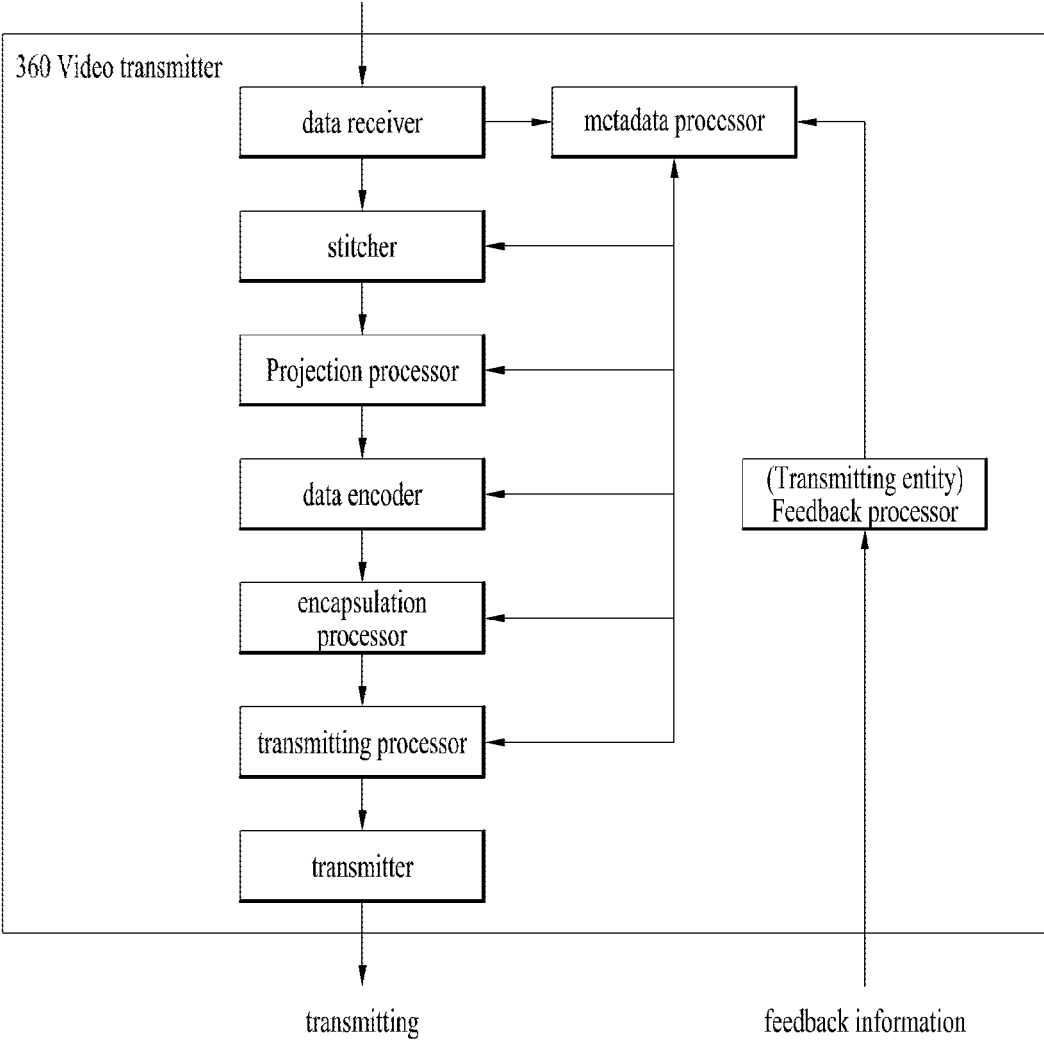 360 Video transmitter
data receiver
metadata processor
stitcher
Projection processor
data encoder
(Transmitting entity)
Feedback processor
encapsulation
processor
transmitting processor
transmitter
transmitting
feedback information